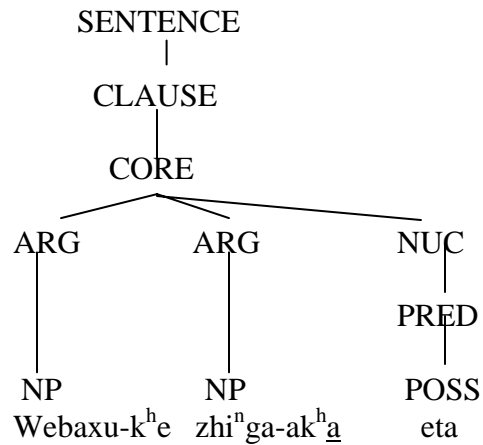 SENTENCE
CLAUSE
CORE
ARG ARG NUC
PRED
NP NP POSS
Webaxu-kʰe zhiⁿga-akʰa̲ eta